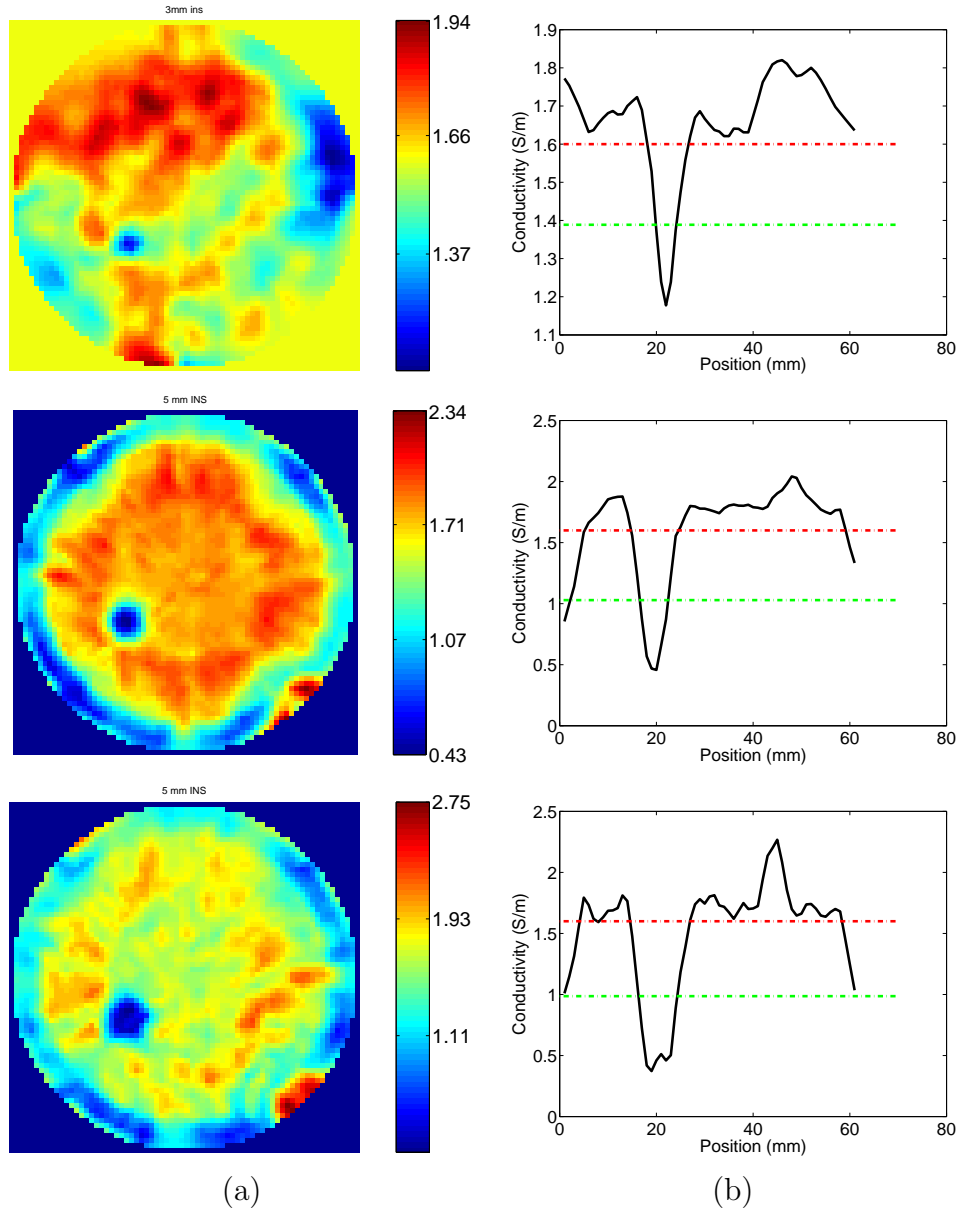 3mm ins
1.94
1.66
1.37
1.9
1.8
1.7
1.6
1.5
1.4
1.3
1.2
1.1
Conductivity (S/m)
0 20 40 60 80
Position (mm)
5 mm INS
2.34
1.71
1.07
0.43
2.5
2
1.5
1
0.5
0
Conductivity (S/m)
0 20 40 60 80
Position (mm)
5 mm INS
2.75
1.93
1.11
2.5
2
1.5
1
0.5
0
Conductivity (S/m)
0 20 40 60 80
Position (mm)
(a) (b)